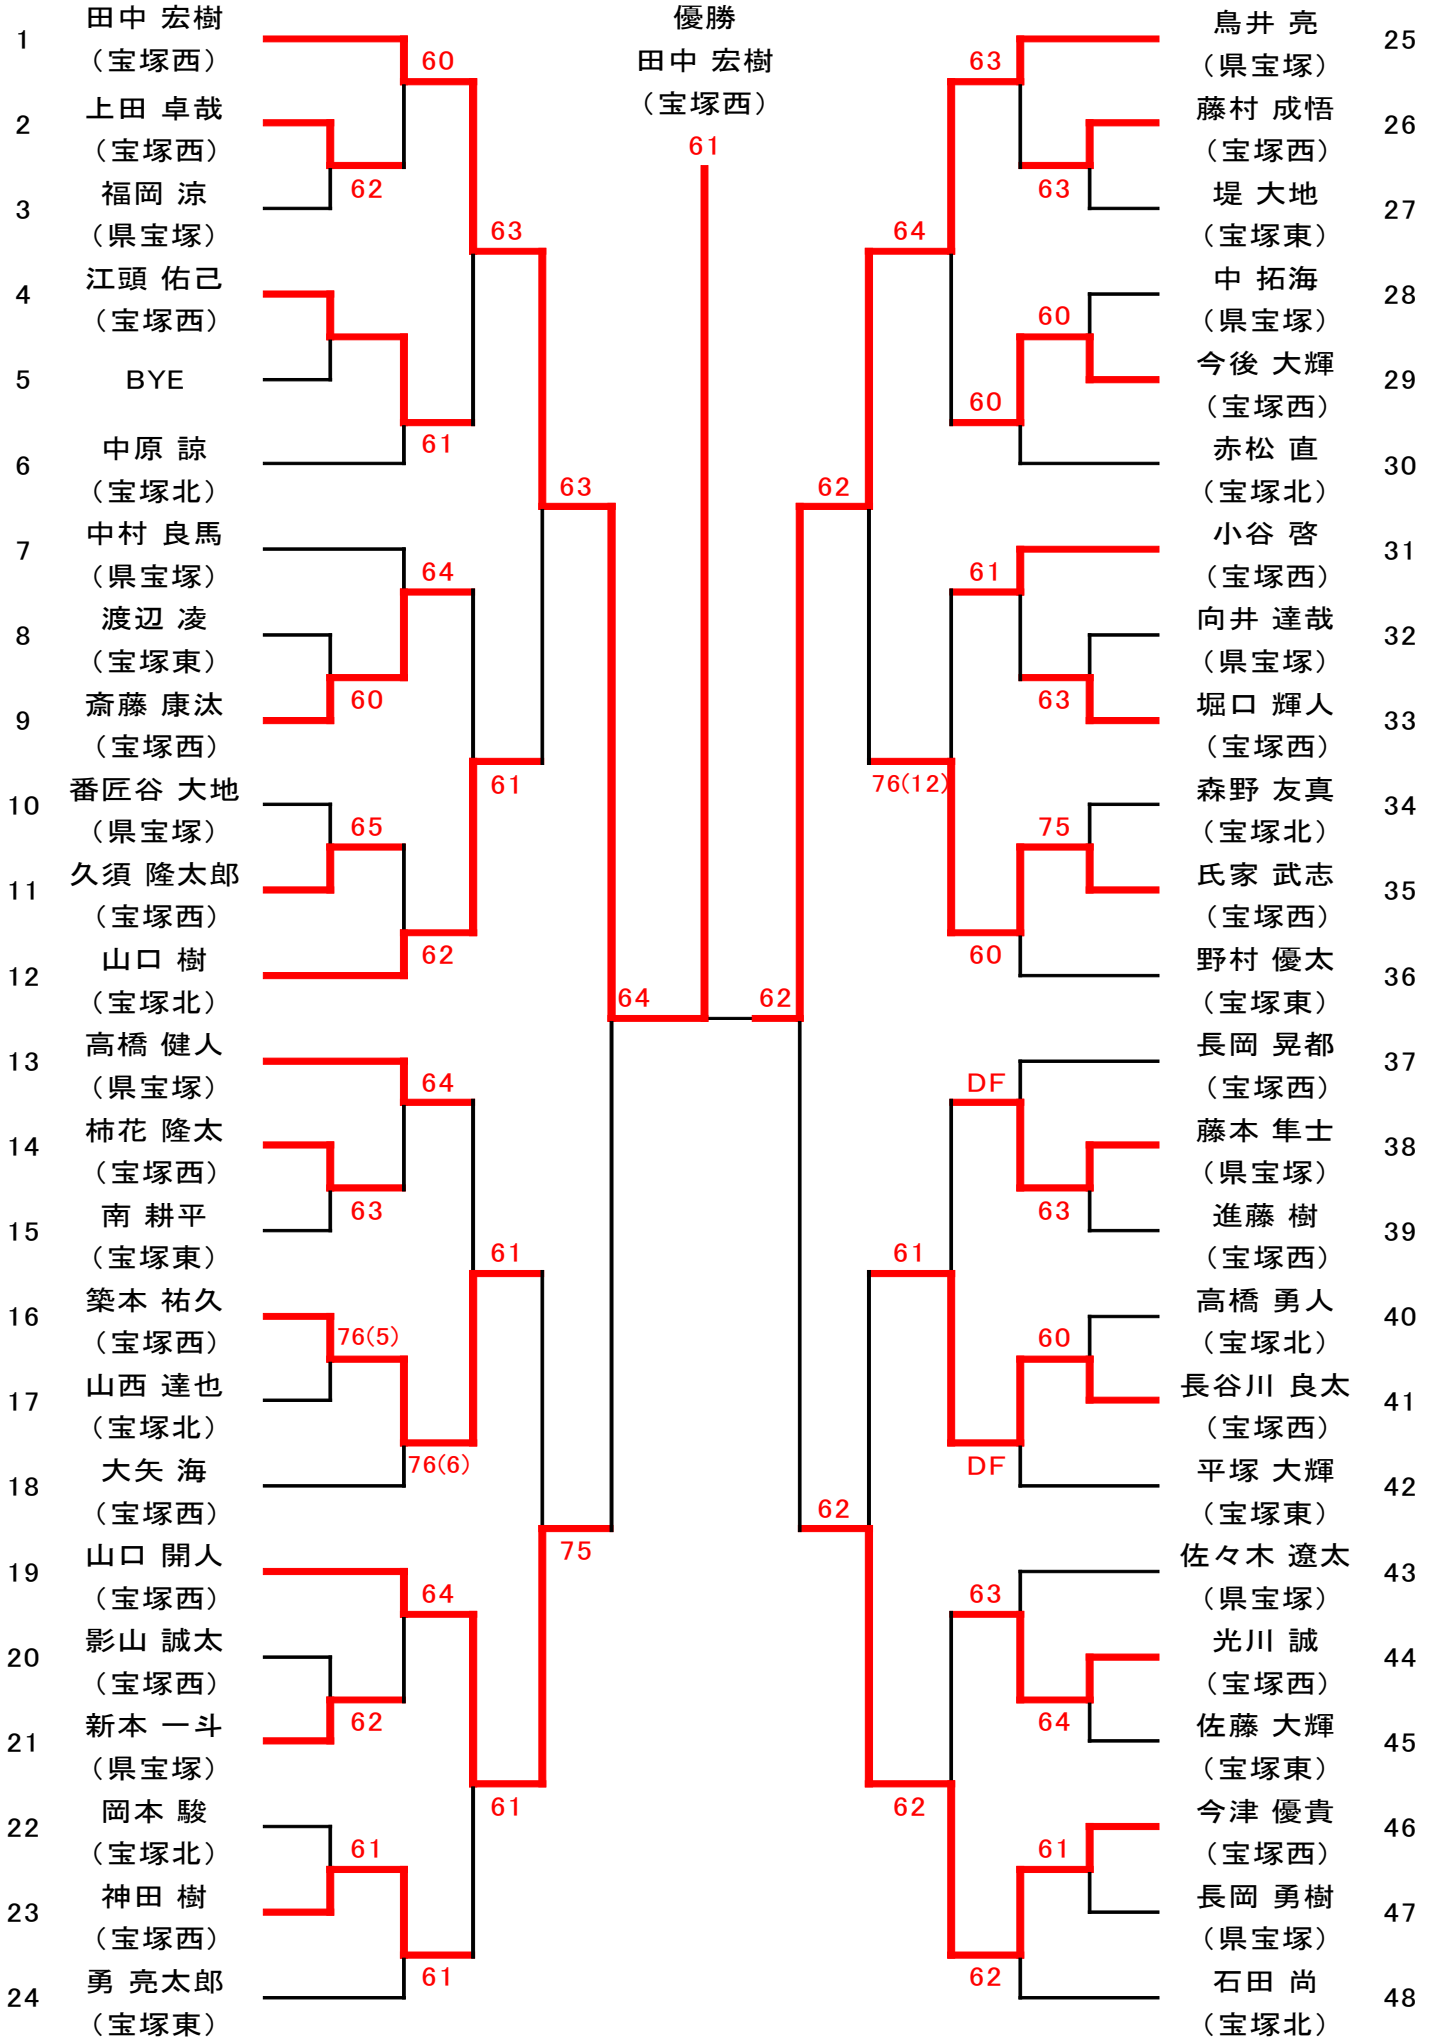 優勝
田中 宏樹
（宝塚西）
61
1 田中 宏樹
（宝塚西）
60
2 上田 卓哉
（宝塚西）
62
3 福岡 涼
（県宝塚）
63
4 江頭 佑己
（宝塚西）
5 BYE
61
6 中原 諒
（宝塚北）
63
7 中村 良馬
（県宝塚）
64
8 渡辺 凌
（宝塚東）
60
9 斎藤 康汰
（宝塚西）
61
10 番匠谷 大地
（県宝塚）
65
11 久須 隆太郎
（宝塚西）
62
12 山口 樹
（宝塚北）
64
13 高橋 健人
（県宝塚）
64
14 柿花 隆太
（宝塚西）
63
15 南 耕平
（宝塚東）
61
16 築本 祐久
（宝塚西）
76(5)
17 山西 達也
（宝塚北）
76(6)
18 大矢 海
（宝塚西）
75
19 山口 開人
（宝塚西）
64
20 影山 誠太
（宝塚西）
62
21 新本 一斗
（県宝塚）
61
22 岡本 駿
（宝塚北）
61
23 神田 樹
（宝塚西）
61
24 勇 亮太郎
（宝塚東）
鳥井 亮 25
（県宝塚）
63
藤村 成悟 26
（宝塚西）
63
堤 大地 27
（宝塚東）
64
中 拓海 28
（県宝塚）
60
今後 大輝 29
（宝塚西）
60
赤松 直 30
（宝塚北）
62
小谷 啓 31
（宝塚西）
61
向井 達哉 32
（県宝塚）
63
堀口 輝人 33
（宝塚西）
76(12)
森野 友真 34
（宝塚北）
75
氏家 武志 35
（宝塚西）
60
野村 優太 36
（宝塚東）
62
長岡 晃都 37
（宝塚西）
DF
藤本 隼士 38
（県宝塚）
63
進藤 樹 39
（宝塚西）
61
高橋 勇人 40
（宝塚北）
60
長谷川 良太 41
（宝塚西）
DF
平塚 大輝 42
（宝塚東）
62
佐々木 遼太 43
（県宝塚）
63
光川 誠 44
（宝塚西）
64
佐藤 大輝 45
（宝塚東）
62
今津 優貴 46
（宝塚西）
61
長岡 勇樹 47
（県宝塚）
62
石田 尚 48
（宝塚北）